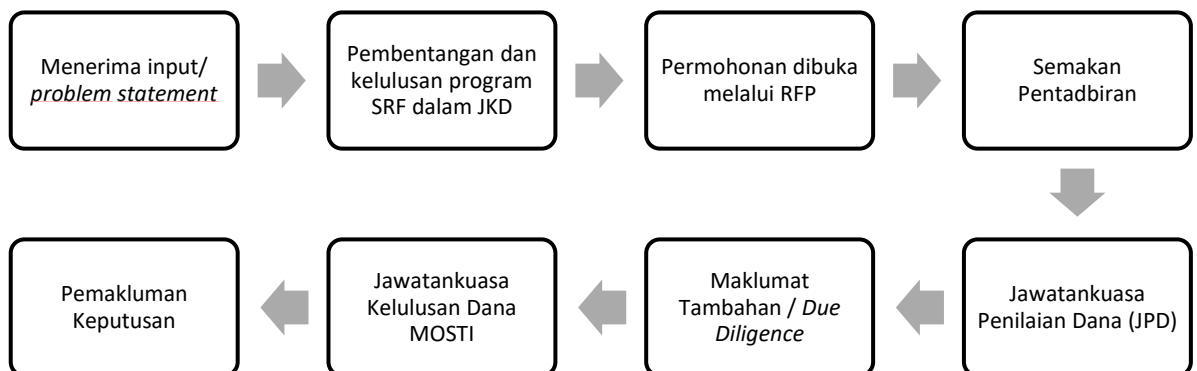 Menerima input/
problem statement
Pembentangan dan
kelulusan program
SRF dalam JKD
Permohonan dibuka
melalui RFP
Semakan
Pentadbiran
Jawatankuasa
Penilaian Dana (JPD)
Maklumat
Tambahan / Due
Diligence
Jawatankuasa
Kelulusan Dana
MOSTI
Pemakluman
Keputusan